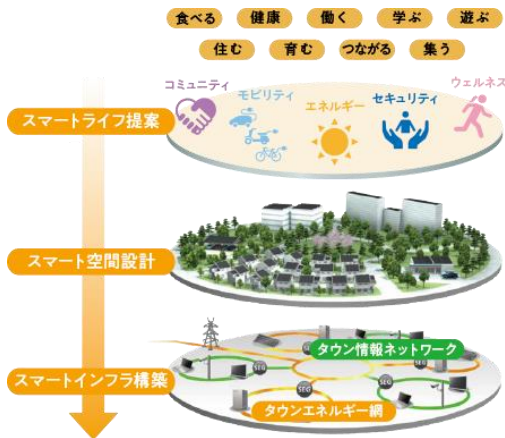 食べる 健康 働く 学ぶ 遊ぶ
住む 育む つながる 集う
コミュニティ
モビリティ
エネルギー
セキュリティ
ウェルネス
スマートライフ提案
スマート空間設計
タウン情報ネットワーク
SEG
SEG
SEG
SEG
スマートインフラ構築
タウンエネルギー網